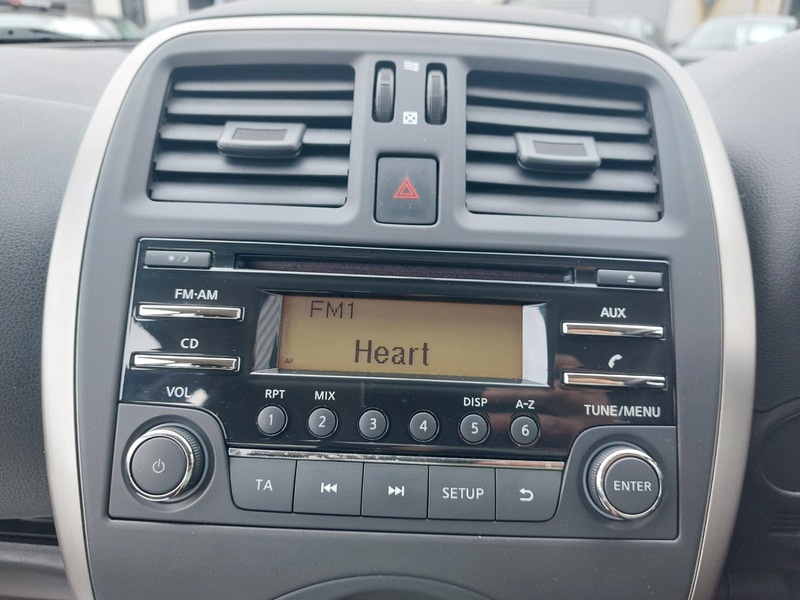 FM·AM
FM1
AUX
AF
Heart
CD
VOL
RPT
MIX
DISP
A-Z
TUNE/MENU
1
2
3
4
5
6
TA
SETUP
ENTER